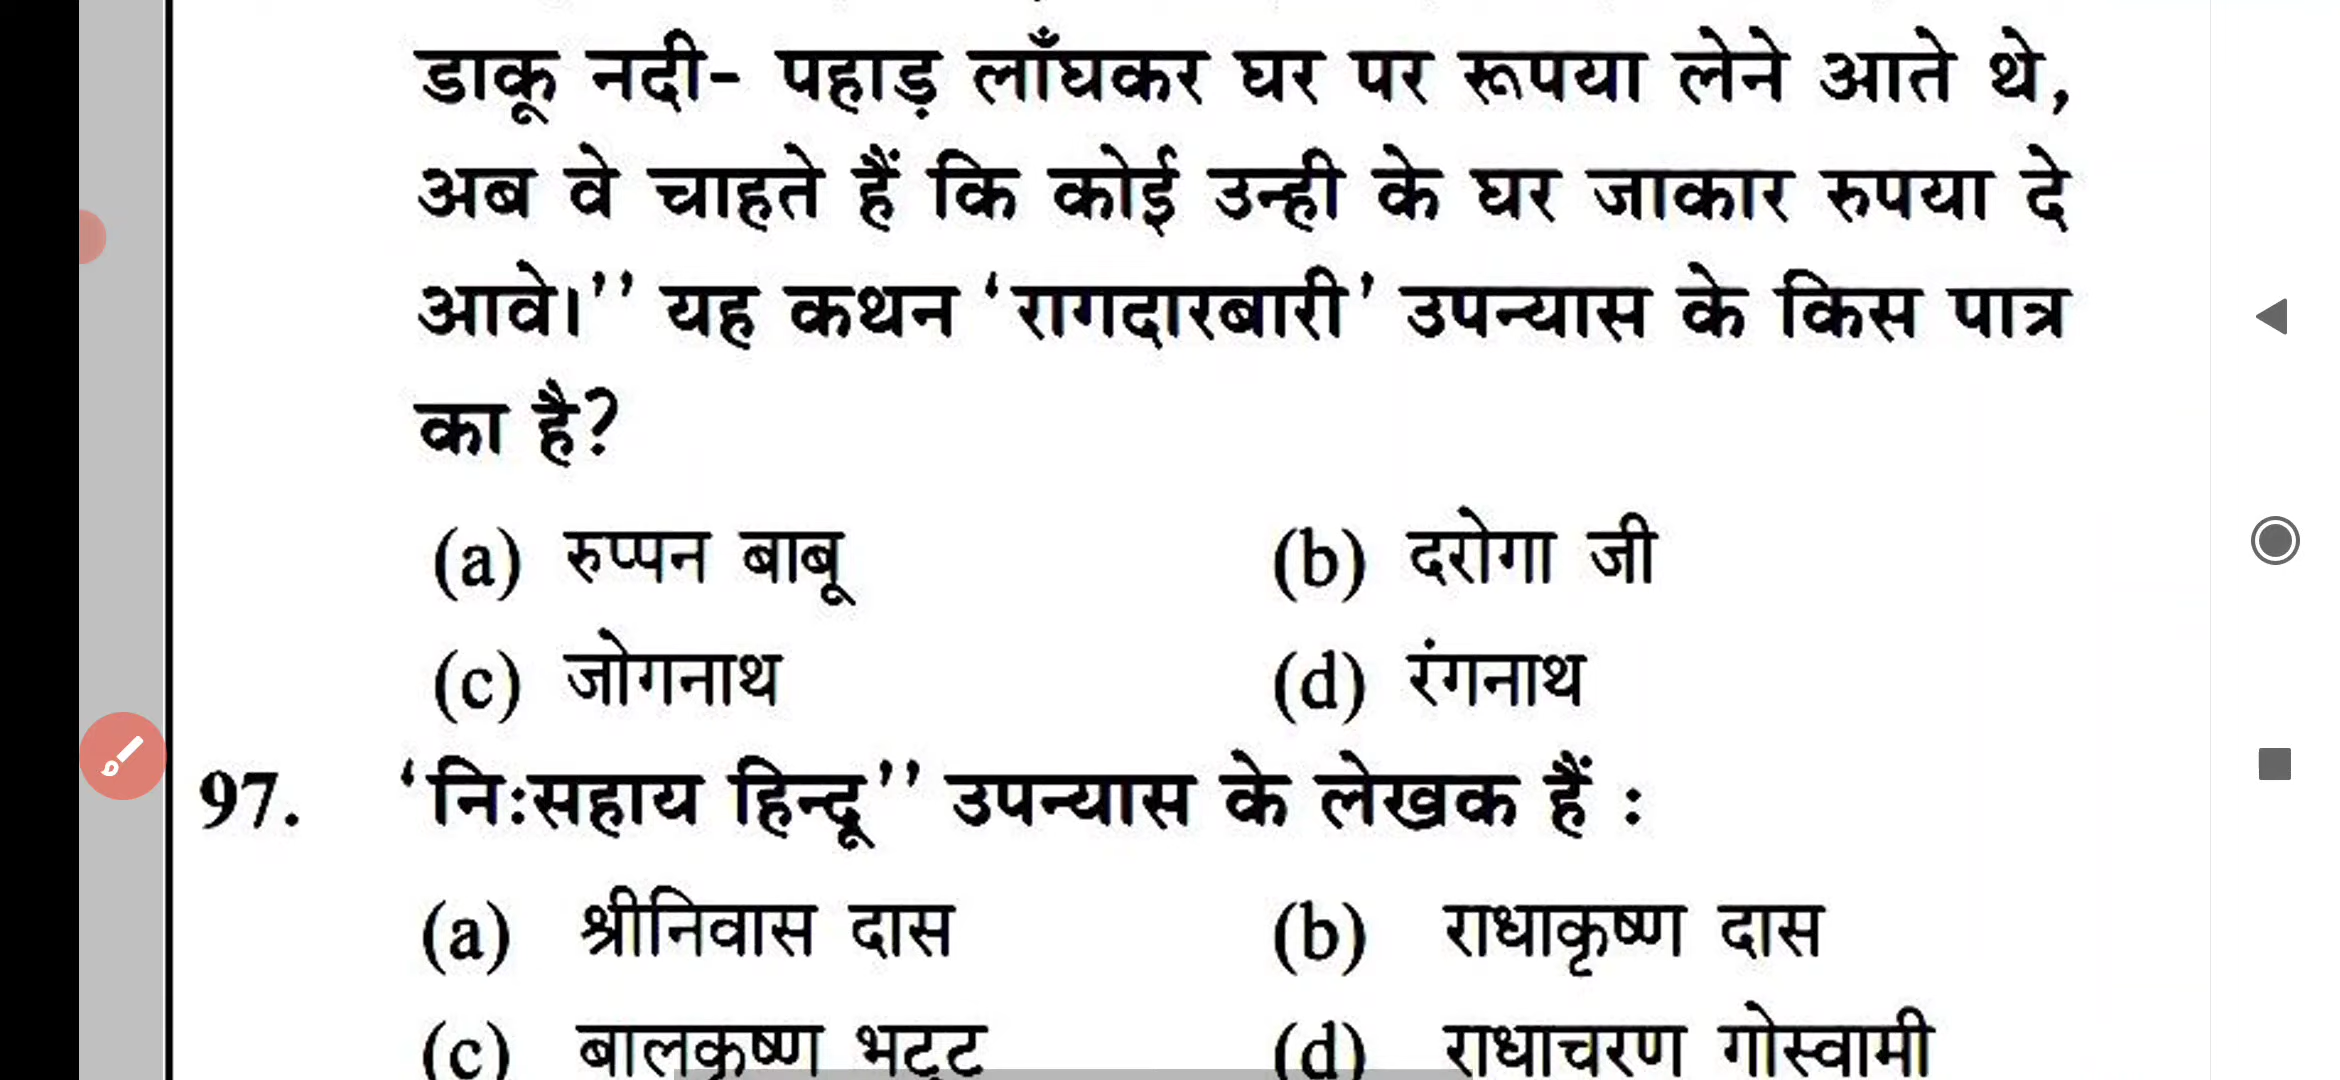 डाकू नदी- पहाड़ लाँघकर घर पर रूपया लेने आते थे,
अब वे चाहते हैं कि कोई उन्ही के घर जाकार रुपया दे
आवे।’’ यह कथन ‘रागदारबारी’ उपन्यास के किस पात्र
का है?
(a) रुप्पन बाबू (b) दरोगा जी
(c) जोगनाथ (d) रंगनाथ
97. ‘नि:सहाय हिन्दू’’ उपन्यास के लेखक हैं :
(a) श्रीनिवास दास (b) राधाकृष्ण दास
(c) बालकृष्ण भट्ट (d) राधाचरण गोस्वामी